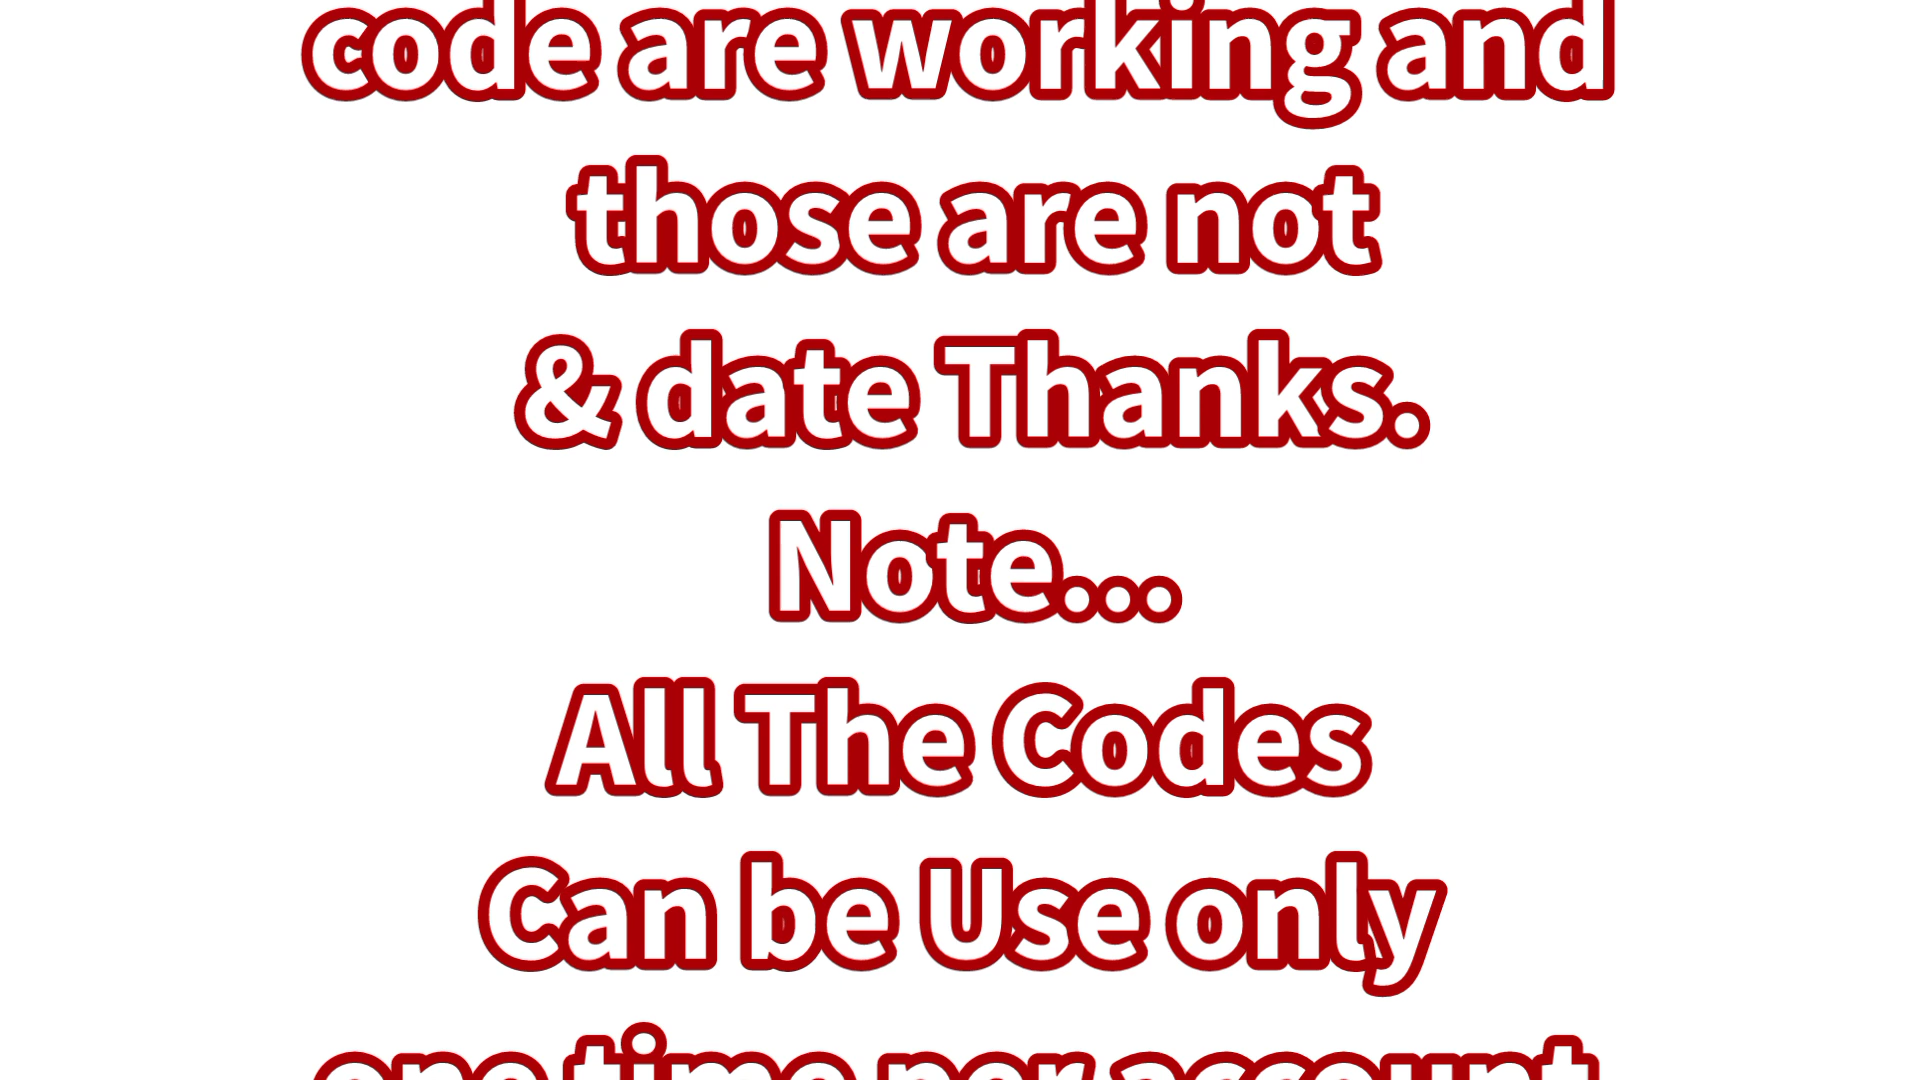 code are working and
those are not
& date Thanks.
Note...
All The Codes
Can be Use only
one time per account